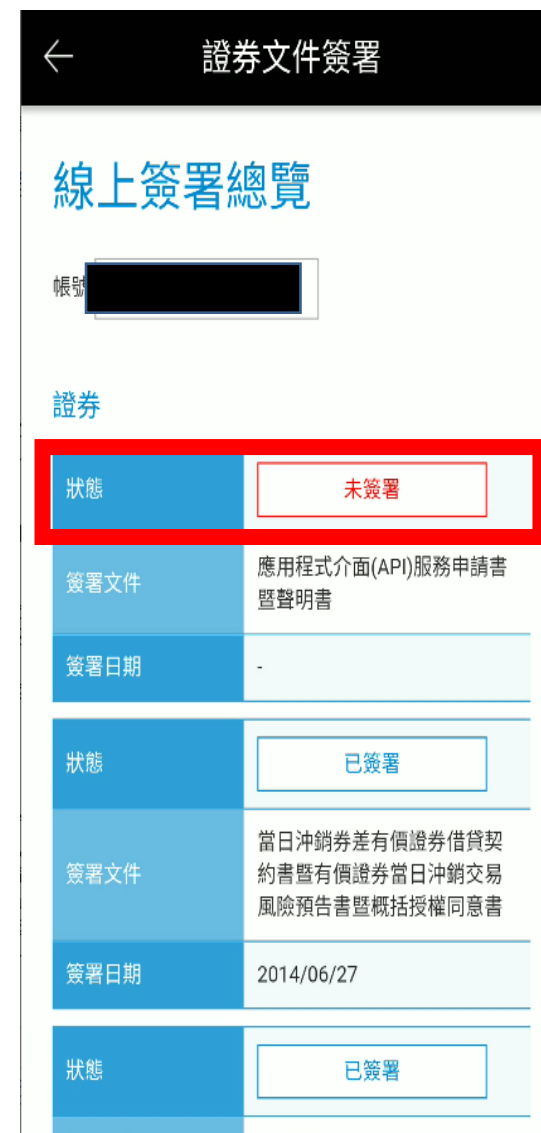 證券文件簽署
線上簽署總覽
帳號
證券
狀態
未簽署
簽署文件
應用程式介面(API)服務申請書
暨聲明書
簽署日期
-
狀態
已簽署
簽署文件
當日沖銷券差有價證券借貸契
約書暨有價證券當日沖銷交易
風險預告書暨概括授權同意書
簽署日期
2014/06/27
狀態
已簽署